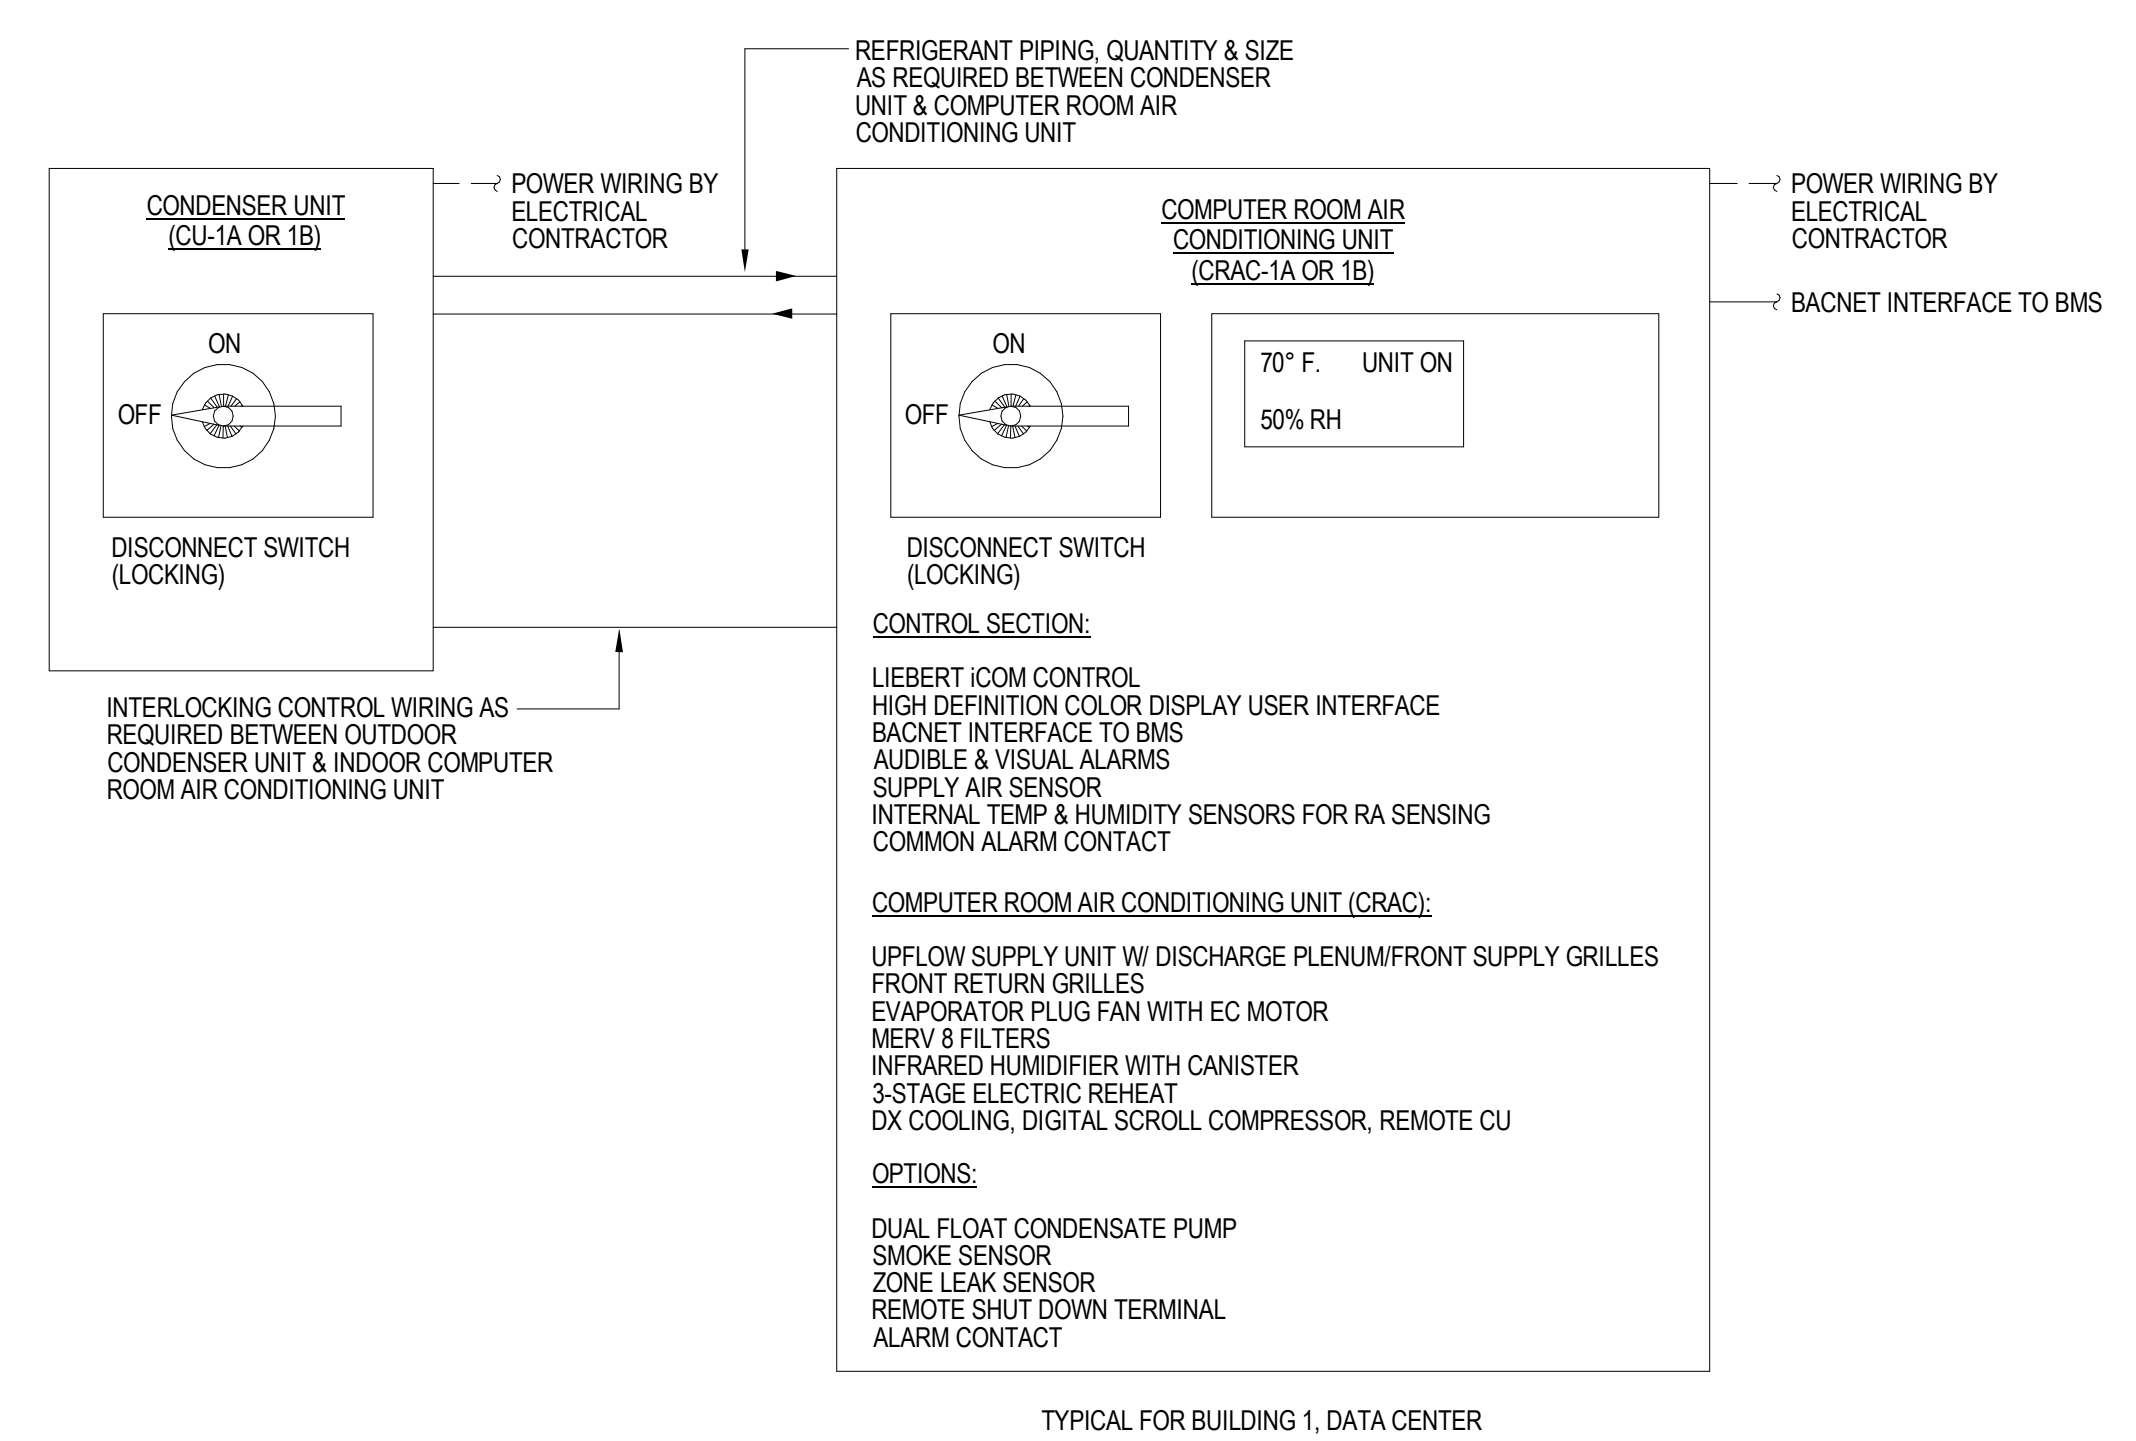 REFRIGERANT PIPING, QUANTITY & SIZE
AS REQUIRED BETWEEN CONDENSER
UNIT & COMPUTER ROOM AIR
CONDITIONING UNIT
CONDENSER UNIT
(CU-1A OR 1B)
POWER WIRING BY
ELECTRICAL
CONTRACTOR
ON
OFF
DISCONNECT SWITCH
(LOCKING)
INTERLOCKING CONTROL WIRING AS
REQUIRED BETWEEN OUTDOOR
CONDENSER UNIT & INDOOR COMPUTER
ROOM AIR CONDITIONING UNIT
COMPUTER ROOM AIR
CONDITIONING UNIT
(CRAC-1A OR 1B)
POWER WIRING BY
ELECTRICAL
CONTRACTOR
BACNET INTERFACE TO BMS
ON
OFF
DISCONNECT SWITCH
(LOCKING)
70° F. UNIT ON
50% RH
CONTROL SECTION:
LIEBERT iCOM CONTROL
HIGH DEFINITION COLOR DISPLAY USER INTERFACE
BACNET INTERFACE TO BMS
AUDIBLE & VISUAL ALARMS
SUPPLY AIR SENSOR
INTERNAL TEMP & HUMIDITY SENSORS FOR RA SENSING
COMMON ALARM CONTACT
COMPUTER ROOM AIR CONDITIONING UNIT (CRAC):
UPFLOW SUPPLY UNIT W/ DISCHARGE PLENUM/FRONT SUPPLY GRILLES
FRONT RETURN GRILLES
EVAPORATOR PLUG FAN WITH EC MOTOR
MERV 8 FILTERS
INFRARED HUMIDIFIER WITH CANISTER
3-STAGE ELECTRIC REHEAT
DX COOLING, DIGITAL SCROLL COMPRESSOR, REMOTE CU
OPTIONS:
DUAL FLOAT CONDENSATE PUMP
SMOKE SENSOR
ZONE LEAK SENSOR
REMOTE SHUT DOWN TERMINAL
ALARM CONTACT
TYPICAL FOR BUILDING 1, DATA CENTER